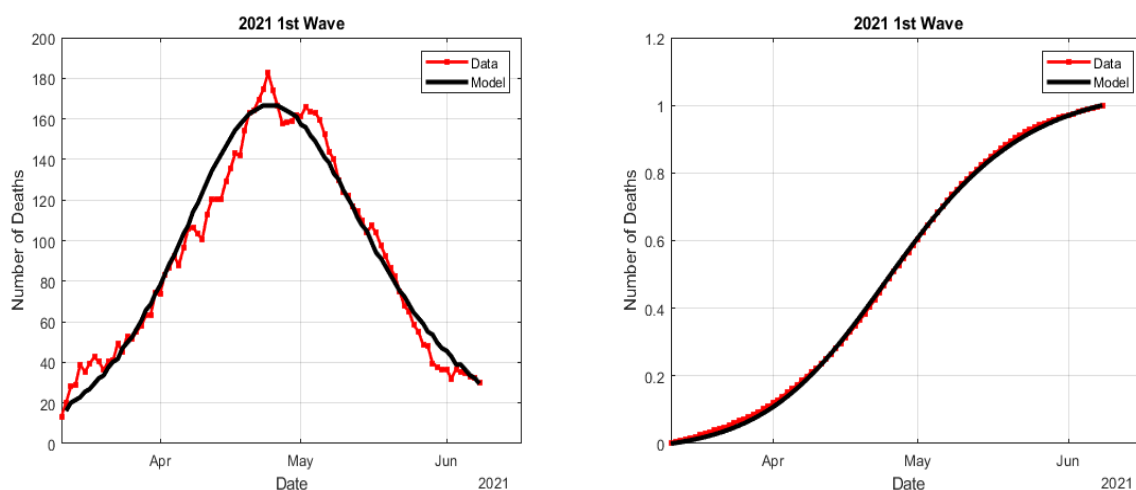 2021 1st Wave
200
180
160
140
120
100
80
60
40
20
0
Number of Deaths
Data
Model
Apr
May
Jun
Date
2021
2021 1st Wave
1.2
1
0.8
0.6
0.4
0.2
0
Number of Deaths
Data
Model
Apr
May
Jun
Date
2021